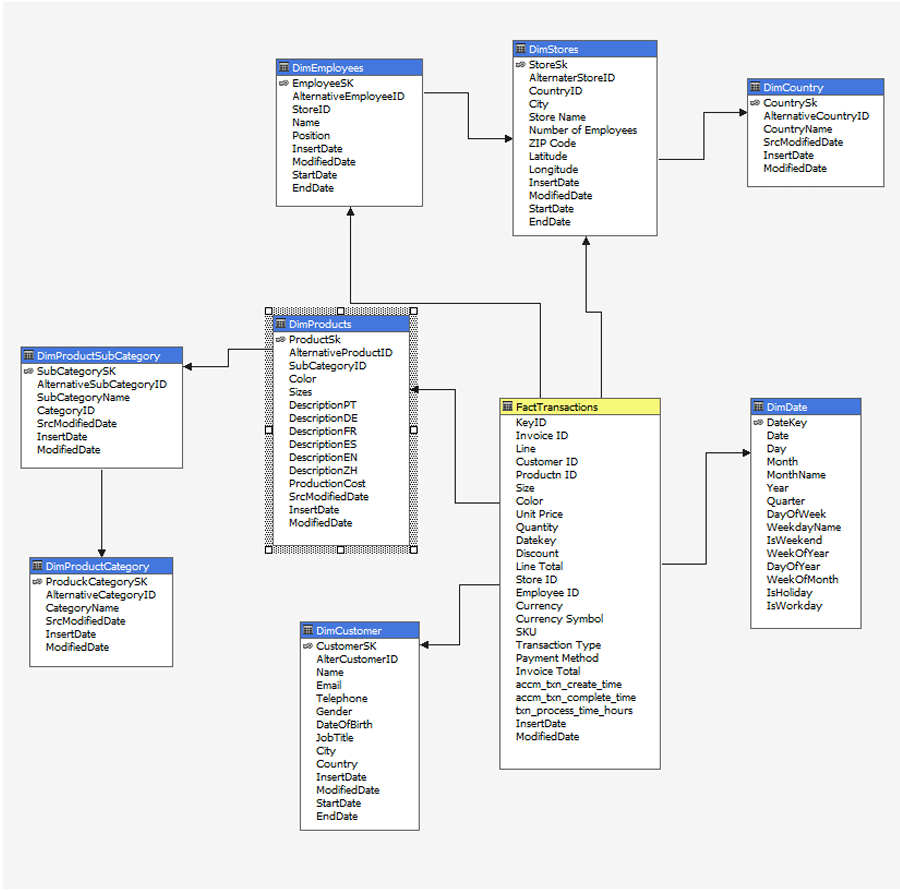 DimEmployees
EmployeeSK
AlternativeEmployeeID
StoreID
Name
Position
InsertDate
ModifiedDate
StartDate
EndDate
DimStores
StoreSk
AlternaterStoreID
CountryID
City
Store Name
Number of Employees
ZIP Code
Latitude
Longitude
InsertDate
ModifiedDate
StartDate
EndDate
DimCountry
CountrySk
AlternativeCountryID
CountryName
SrcModifiedDate
InsertDate
ModifiedDate
DimProductSubCategory
SubCategorySK
AlternativeSubCategoryID
SubCategoryName
CategoryID
SrcModifiedDate
InsertDate
ModifiedDate
DimProducts
ProductSk
AlternativeProductID
SubCategoryID
Color
Sizes
DescriptionPT
DescriptionDE
DescriptionFR
DescriptionES
DescriptionEN
DescriptionZH
ProductionCost
SrcModifiedDate
InsertDate
ModifiedDate
FactTransactions
KeyID
Invoice ID
Line
Customer ID
Productn ID
Size
Color
Unit Price
Quantity
Datekey
Discount
Line Total
Store ID
Employee ID
Currency
Currency Symbol
SKU
Transaction Type
Payment Method
Invoice Total
accm_txn_create_time
accm_txn_complete_time
txn_process_time_hours
InsertDate
ModifiedDate
DimDate
DateKey
Date
Day
Month
MonthName
Year
Quarter
DayOfWeek
WeekdayName
IsWeekend
WeekOfYear
DayOfYear
WeekOfMonth
IsHoliday
IsWorkday
DimProductCategory
ProduckCategorySK
AlternativeCategoryID
CategoryName
SrcModifiedDate
InsertDate
ModifiedDate
DimCustomer
CustomerSK
AlterCustomerID
Name
Email
Telephone
Gender
DateOfBirth
JobTitle
City
Country
InsertDate
ModifiedDate
StartDate
EndDate